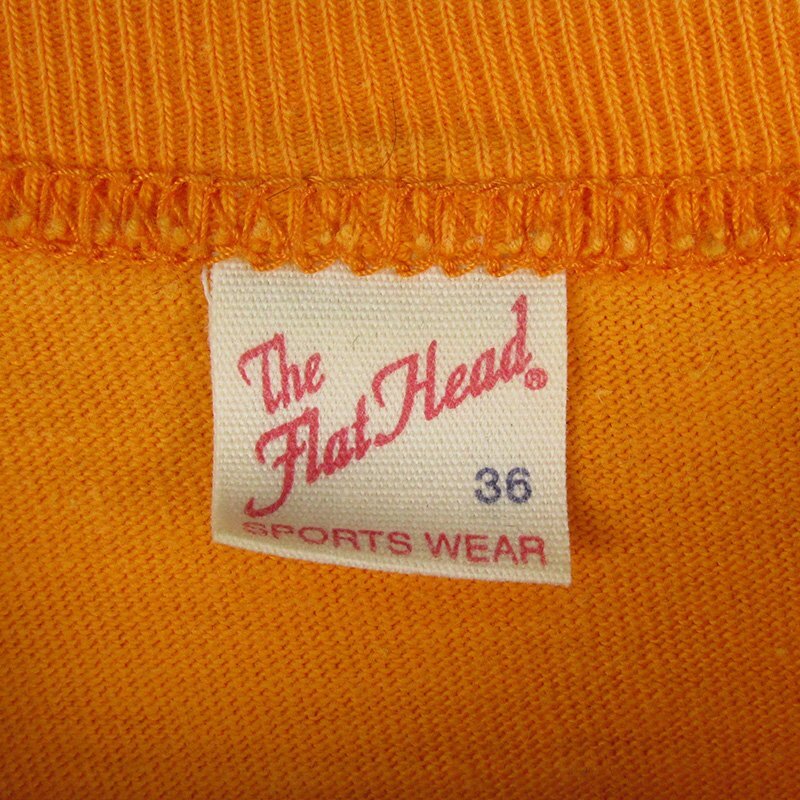 The
Flat Head®
36
SPORTS WEAR